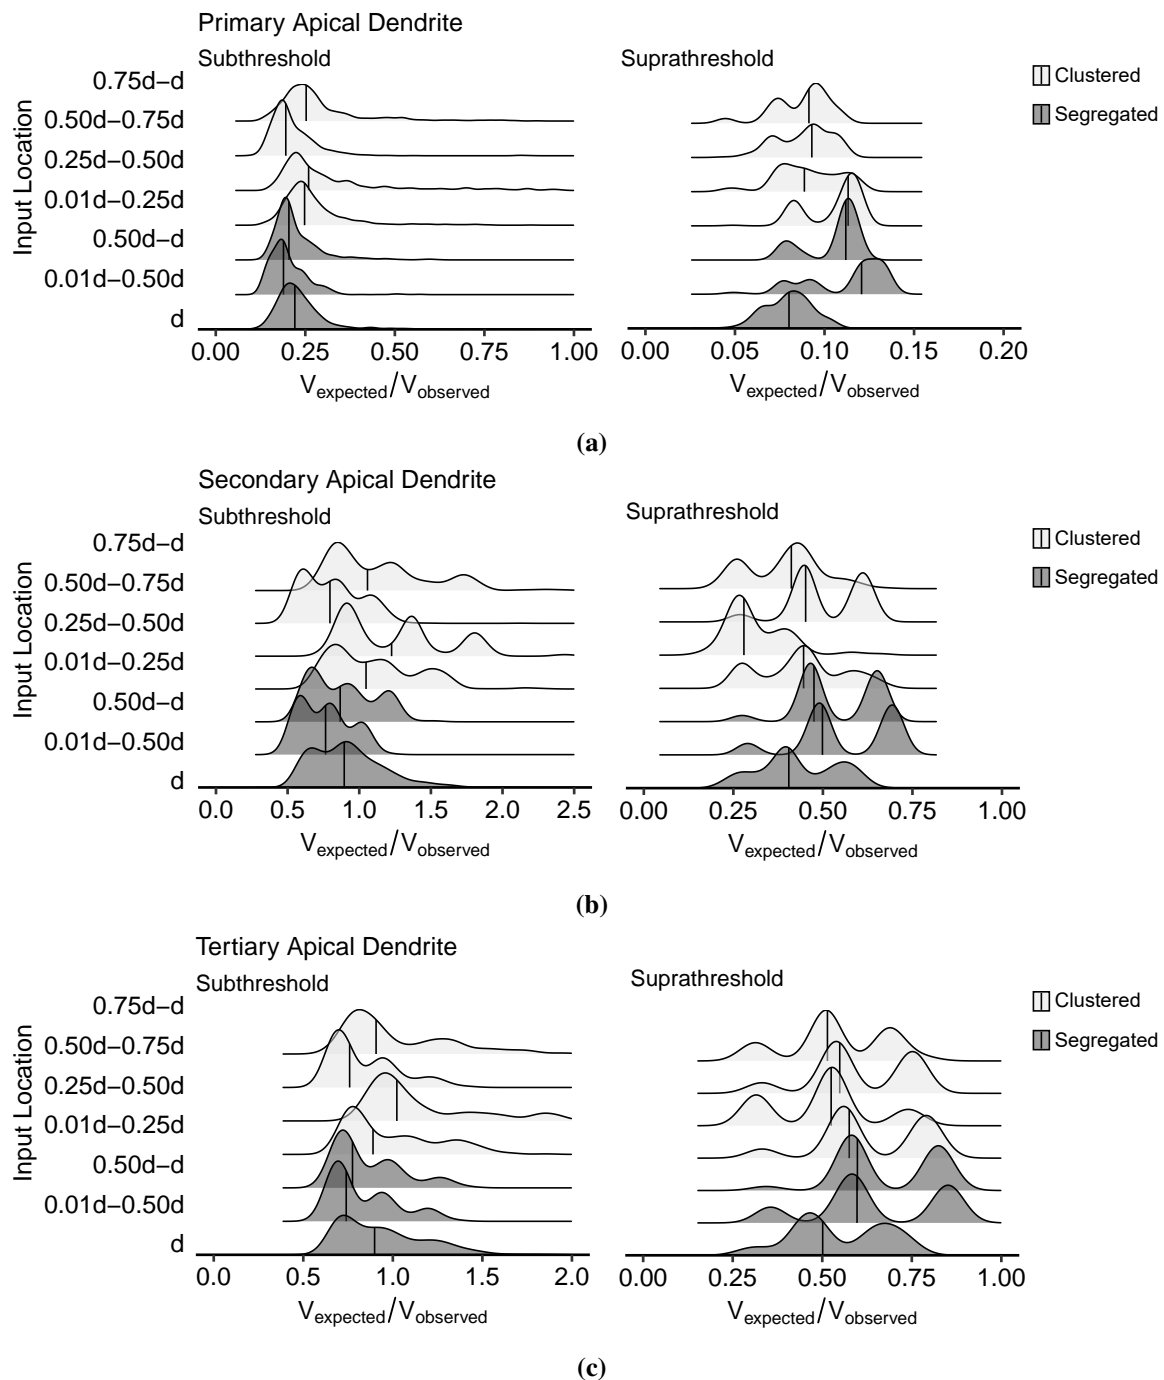 Primary Apical Dendrite
Subthreshold
Suprathreshold
Input Location
0.75d−d
0.50d−0.75d
0.25d−0.50d
0.01d−0.25d
0.50d−d
0.01d−0.50d
d
Clustered
Segregated
0.00 0.25 0.50 0.75 1.00
0.00 0.05 0.10 0.15 0.20
Vexpected/Vobserved
Vexpected/Vobserved
(a)
Secondary Apical Dendrite
Subthreshold
Suprathreshold
Input Location
0.75d−d
0.50d−0.75d
0.25d−0.50d
0.01d−0.25d
0.50d−d
0.01d−0.50d
d
Clustered
Segregated
0.0 0.5 1.0 1.5 2.0 2.5
0.00 0.25 0.50 0.75 1.00
Vexpected/Vobserved
Vexpected/Vobserved
(b)
Tertiary Apical Dendrite
Subthreshold
Suprathreshold
Input Location
0.75d−d
0.50d−0.75d
0.25d−0.50d
0.01d−0.25d
0.50d−d
0.01d−0.50d
d
Clustered
Segregated
0.0 0.5 1.0 1.5 2.0
0.00 0.25 0.50 0.75 1.00
Vexpected/Vobserved
Vexpected/Vobserved
(c)